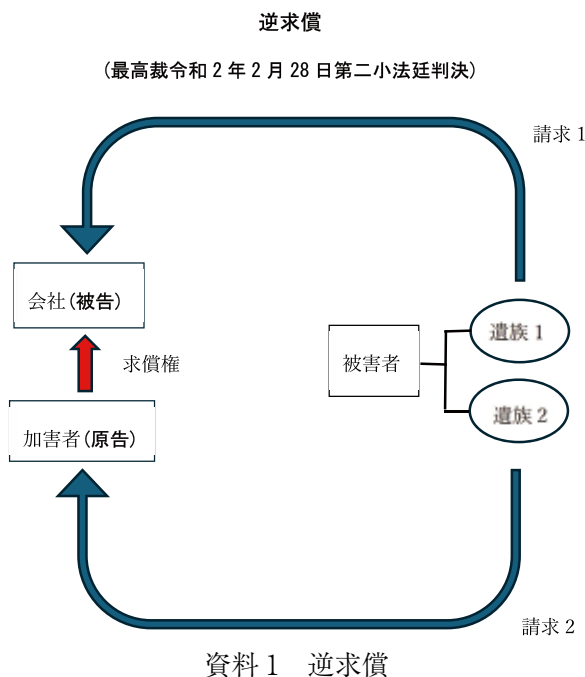 逆求償
(最高裁令和2年2月28日第二小法廷判決)
請求1
会社(被告)
遺族1
求償権
被害者
遺族2
加害者(原告)
請求2
資料1 逆求償